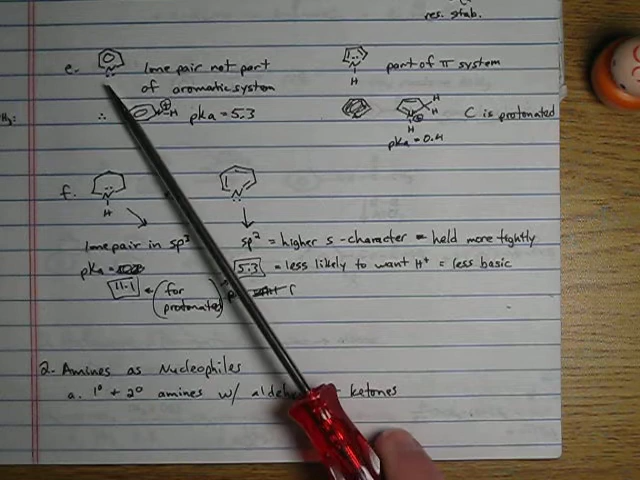 res. stab.
e. N lone pair not part N H part of π system
of aromatic system
∴ ⊕ -H pka = 5.3 H H N ⊕ H C is protonated
pka = 0.4
f. N H N
lone pair in sp³ sp² = higher s-character = held more tightly
pka = 5.3 = less likely to want H⁺ = less basic
11.1 ← (for protonated)
2. Amines as Nucleophiles
a. 1° + 2° amines w/ ketones